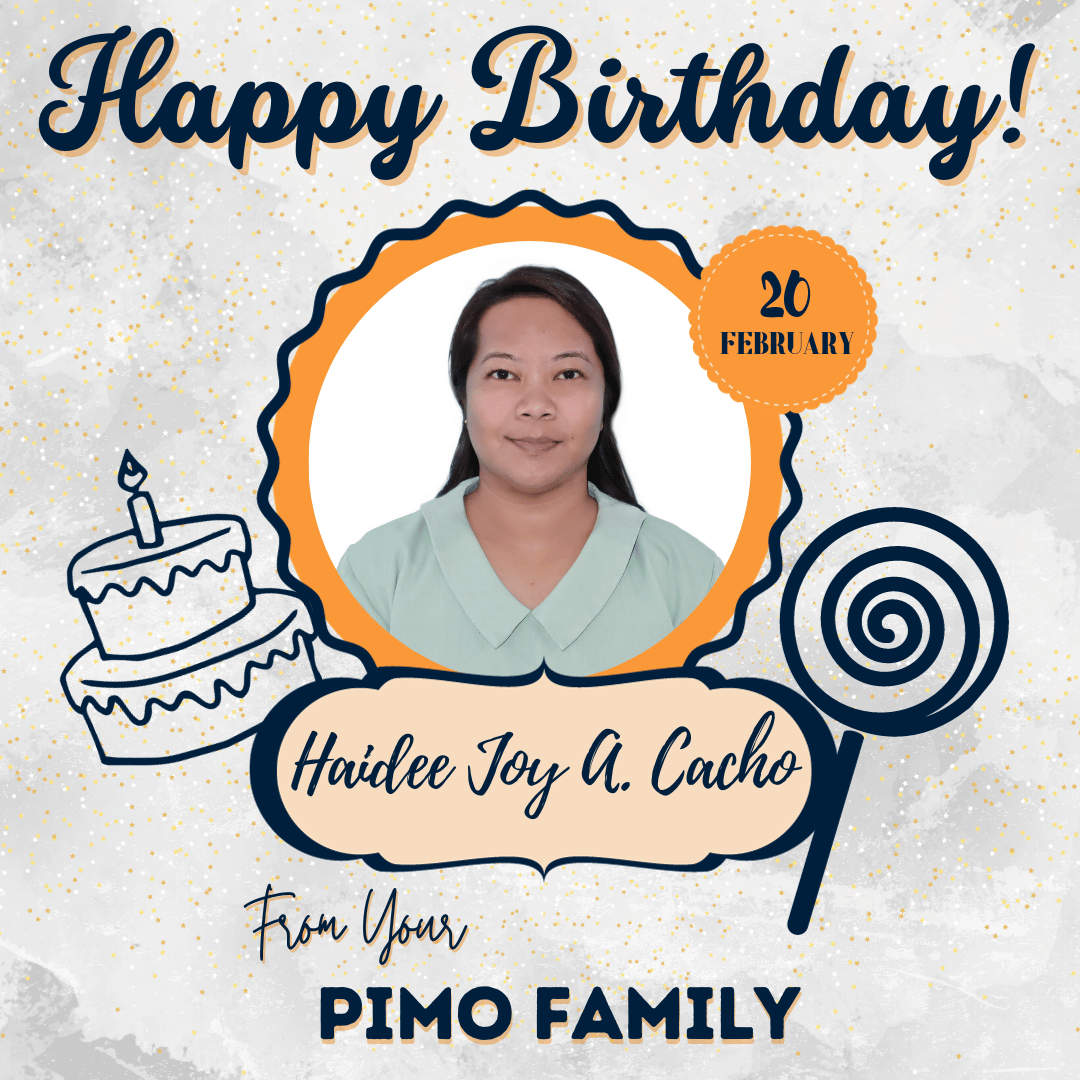 Happy Birthday!
20
FEBRUARY
Haidee Joy A. Cacho
From Your
PIMO FAMILY